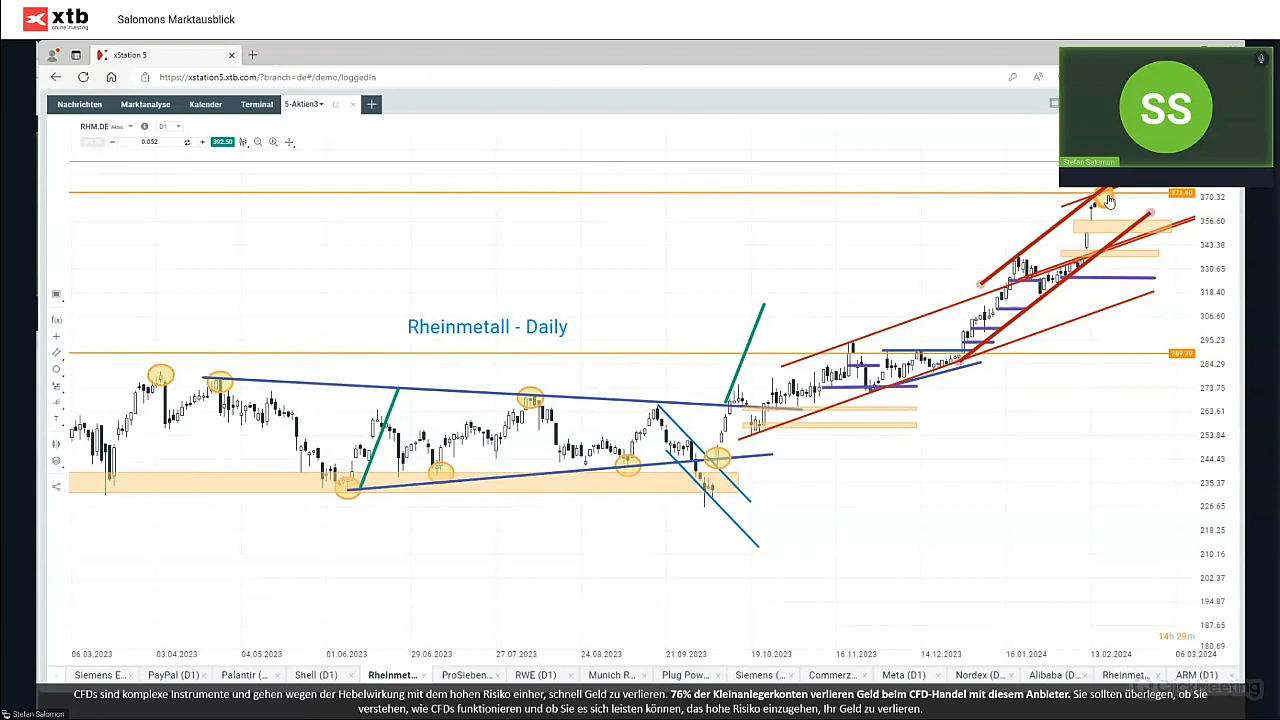 xtb
online investing
Salomons Marktausblick
xStation 5
https://xstation5.xtb.com/?branch=de#/demo/loggedIn
Nachrichten Marktanalyse Kalender Terminal 5-Aktien3
RHM.DE Aktie D1
0.052 392.50
SS
Stefan Salomon
373.60
370.32
356.60
343.38
330.65
318.40
306.60
295.23
289.30
284.29
273.75
263.61
253.84
244.43
235.37
226.65
218.25
210.16
202.37
194.87
187.65
180.69
Rheinmetall - Daily
14h 29m
06.03.2023 03.04.2023 04.05.2023 01.06.2023 29.06.2023 27.07.2023 24.08.2023 21.09.2023 19.10.2023 16.11.2023 14.12.2023 16.01.2024 13.02.2024 06.03.2024
Siemens E... PayPal (D1) Palantir (... Shell (D1) Rheinmet... ProSieben... RWE (D1) Munich R... Plug Pow... Siemens (... Commerz... Meta (D1) Nordex (D... Alibaba (D... Rheinmet... ARM (D1)
ClickMeeting
CFDs sind komplexe Instrumente und gehen wegen der Hebelwirkung mit dem hohen Risiko einher, schnell Geld zu verlieren. 76% der Kleinanlegerkonten verlieren Geld beim CFD-Handel mit diesem Anbieter. Sie sollten überlegen, ob Sie
verstehen, wie CFDs funktionieren und ob Sie es sich leisten können, das hohe Risiko einzugehen, Ihr Geld zu verlieren.
Stefan Salomon